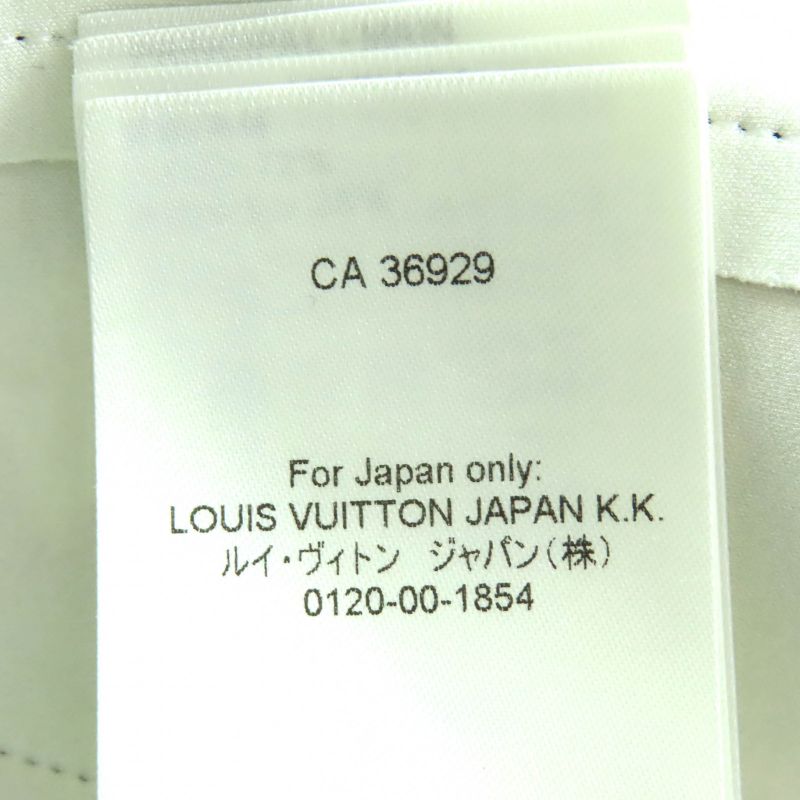 CA 36929
For Japan only:
LOUIS VUITTON JAPAN K.K.
ルイ・ヴィトン ジャパン(株)
0120-00-1854